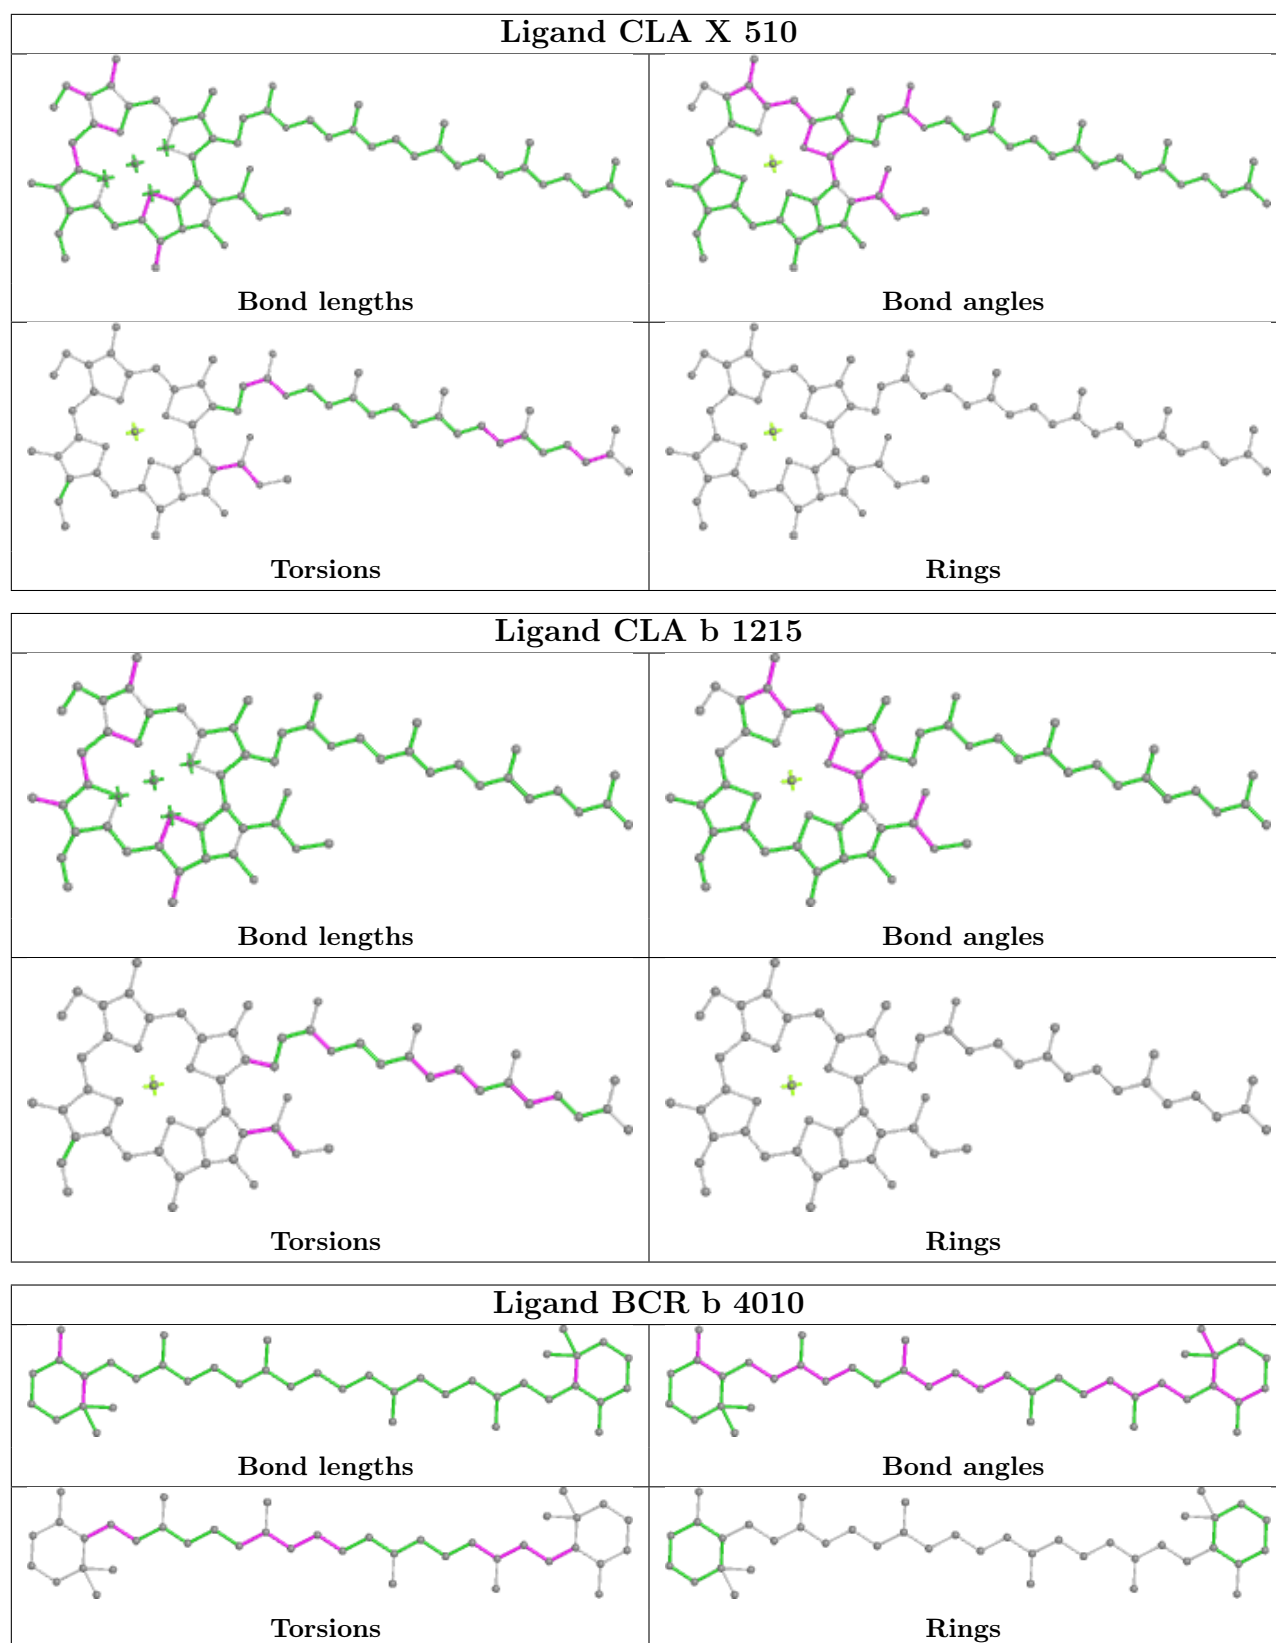 Ligand CLA X 510
Bond lengths
Bond angles
Torsions
Rings
Ligand CLA b 1215
Bond lengths
Bond angles
Torsions
Rings
Ligand BCR b 4010
Bond lengths
Bond angles
Torsions
Rings